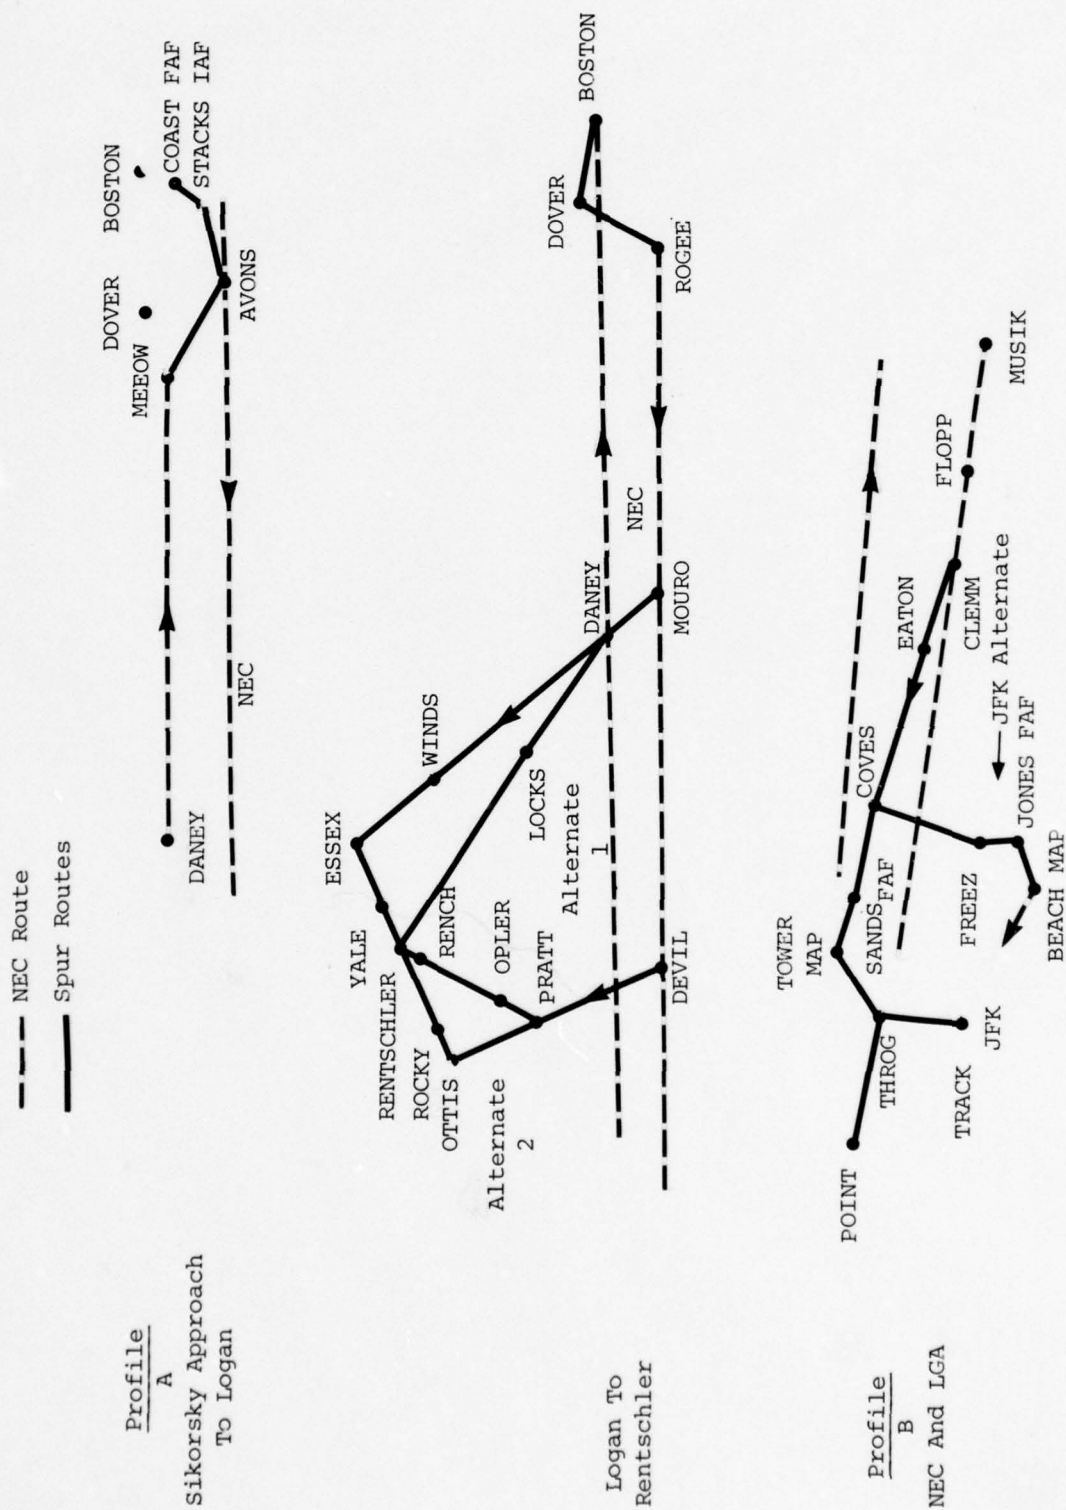 NEC Route
Spur Routes
Profile
A
Sikorsky Approach
To Logan
DANEY
NEC
MEEOW
DOVER
BOSTON
COAST FAF
STACKS IAF
AVONS
Logan To
Rentschler
ESSEX
WINDS
YALE
RENTSCHLER
ROCKY
OTTIS
Alternate
2
RENCH
OPLER
PRATT
LOCKS
Alternate
1
DEVIL
DANEY
MOURO
NEC
DOVER
BOSTON
ROGEE
Profile
B
NEC And LGA
POINT
THROG
TRACK
JFK
TOWER
MAP
SANDS
FAF
COVES
FREEZ
JONES FAF
BEACH MAP
JFK Alternate
EATON
CLEMM
FLOPP
MUSIK